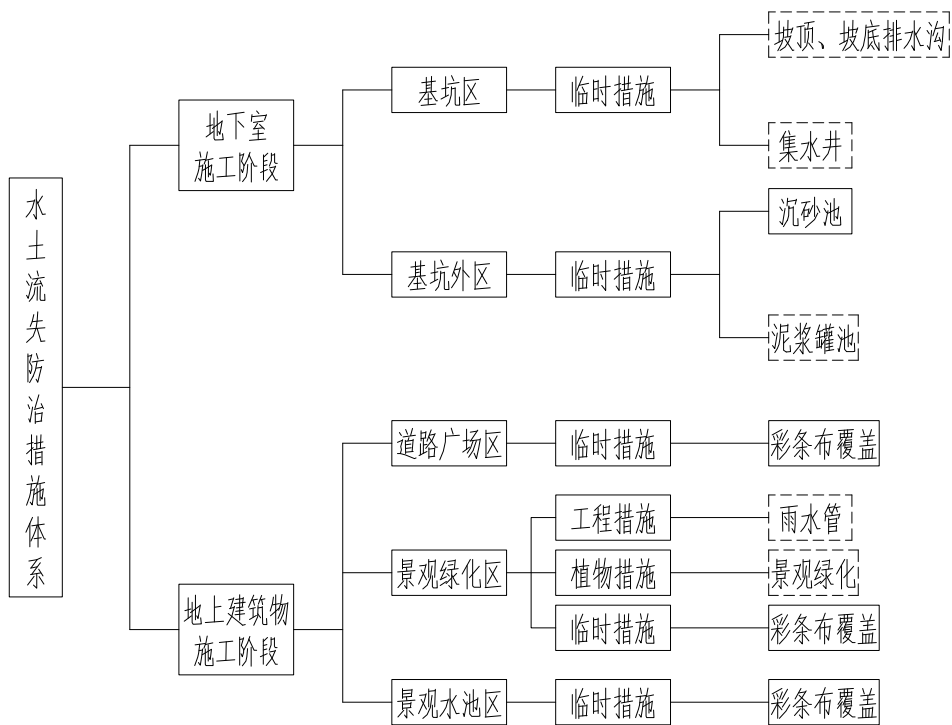 水土流失防治措施体系
地下室
施工阶段
基坑区
临时措施
坡顶、坡底排水沟
集水井
基坑外区
临时措施
沉砂池
泥浆罐池
地上建筑物
施工阶段
道路广场区
临时措施
彩条布覆盖
景观绿化区
工程措施
雨水管
植物措施
景观绿化
临时措施
彩条布覆盖
景观水池区
临时措施
彩条布覆盖